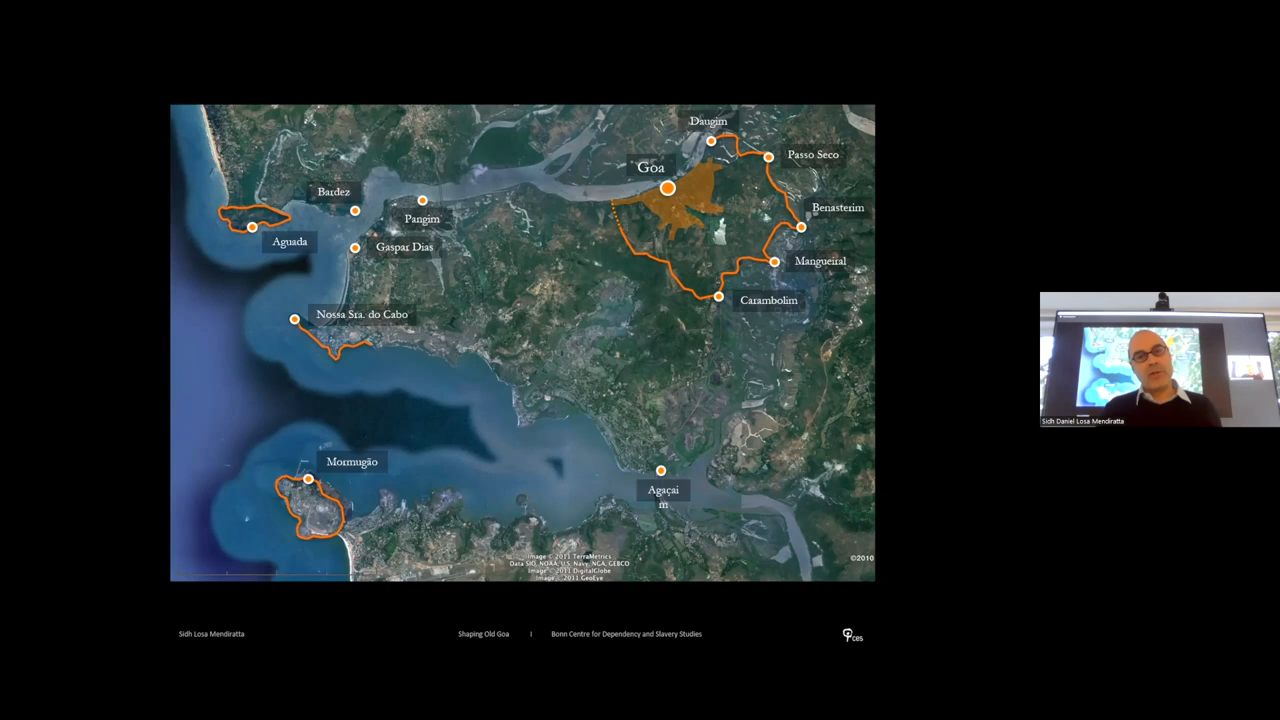 Daugim
Passo Seco
Goa
Bardez
Benasterim
Pangim
Aguada
Gaspar Dias
Mangueiral
Carambolim
Nossa Sra. do Cabo
Mormugão
Agaçai
m
Image © 2011 TerraMetrics
Data SIO, NOAA, U.S. Navy, NGA, GEBCO
Image © 2011 DigitalGlobe
Image © 2011 GeoEye
©2010
Sidh Daniel Losa Mendiratta
Sidh Losa Mendiratta
Shaping Old Goa I Bonn Centre for Dependency and Slavery Studies
ces